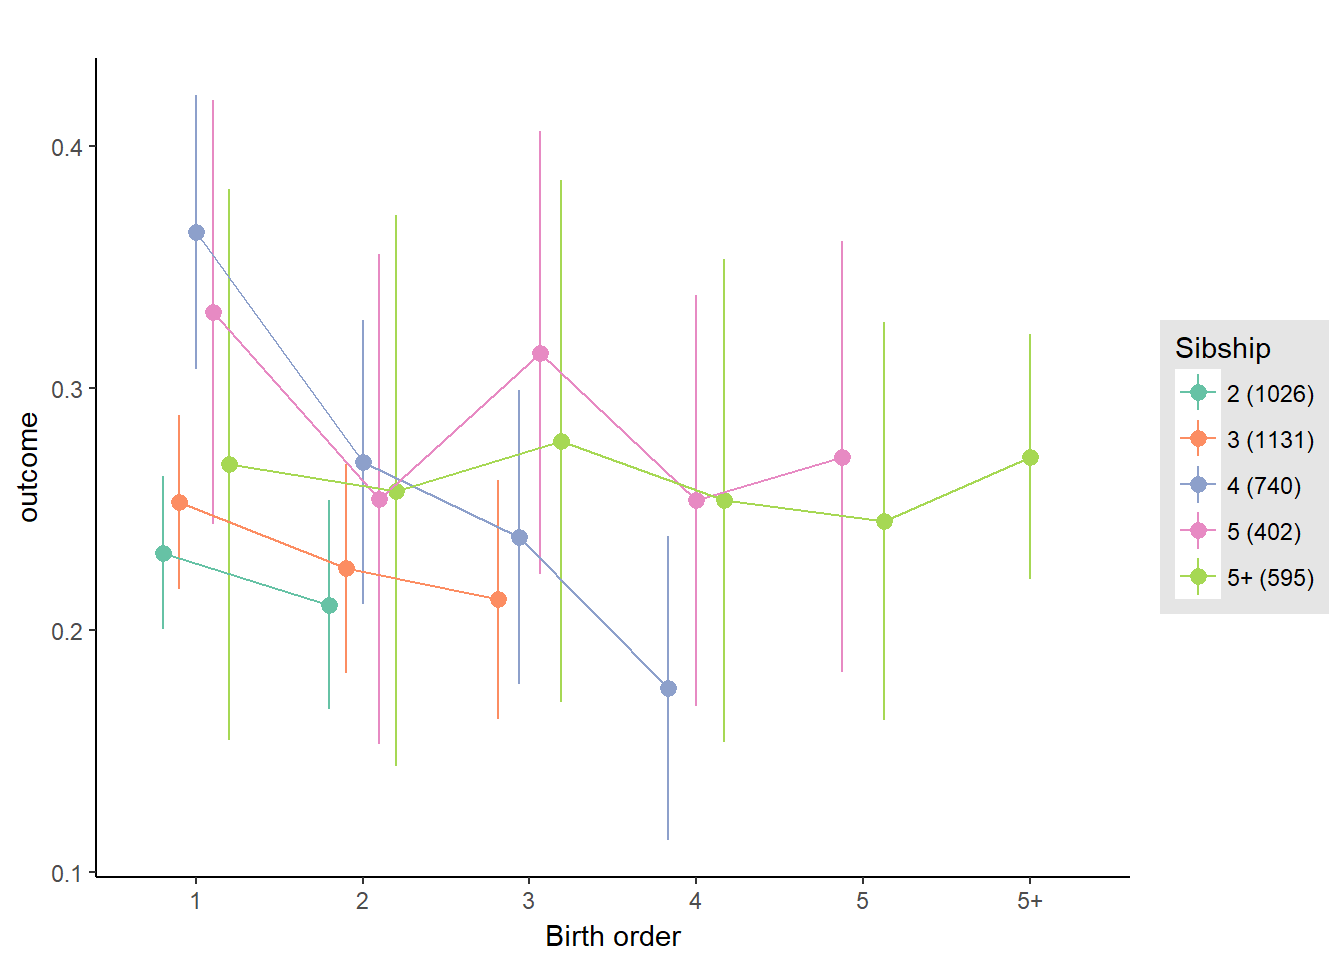 0.4
0.3
0.2
0.1
outcome
1 2 3 4 5 5+
Birth order
Sibship
2 (1026)
3 (1131)
4 (740)
5 (402)
5+ (595)